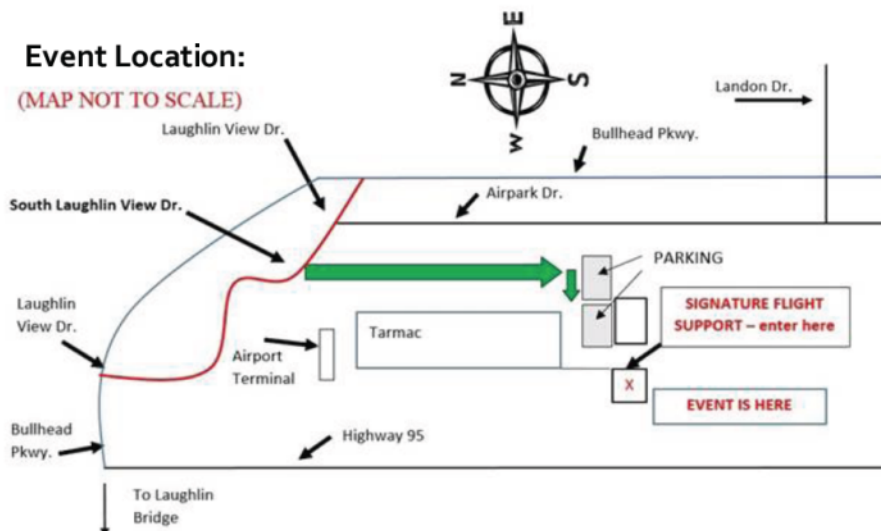 Event Location:
(MAP NOT TO SCALE)
E
N
S
W
Landon Dr.
Laughlin View Dr.
Bullhead Pkwy.
South Laughlin View Dr.
Airpark Dr.
PARKING
Laughlin
View Dr.
SIGNATURE FLIGHT
SUPPORT – enter here
Tarmac
Airport
Terminal
X
EVENT IS HERE
Bullhead
Pkwy.
Highway 95
To Laughlin
Bridge